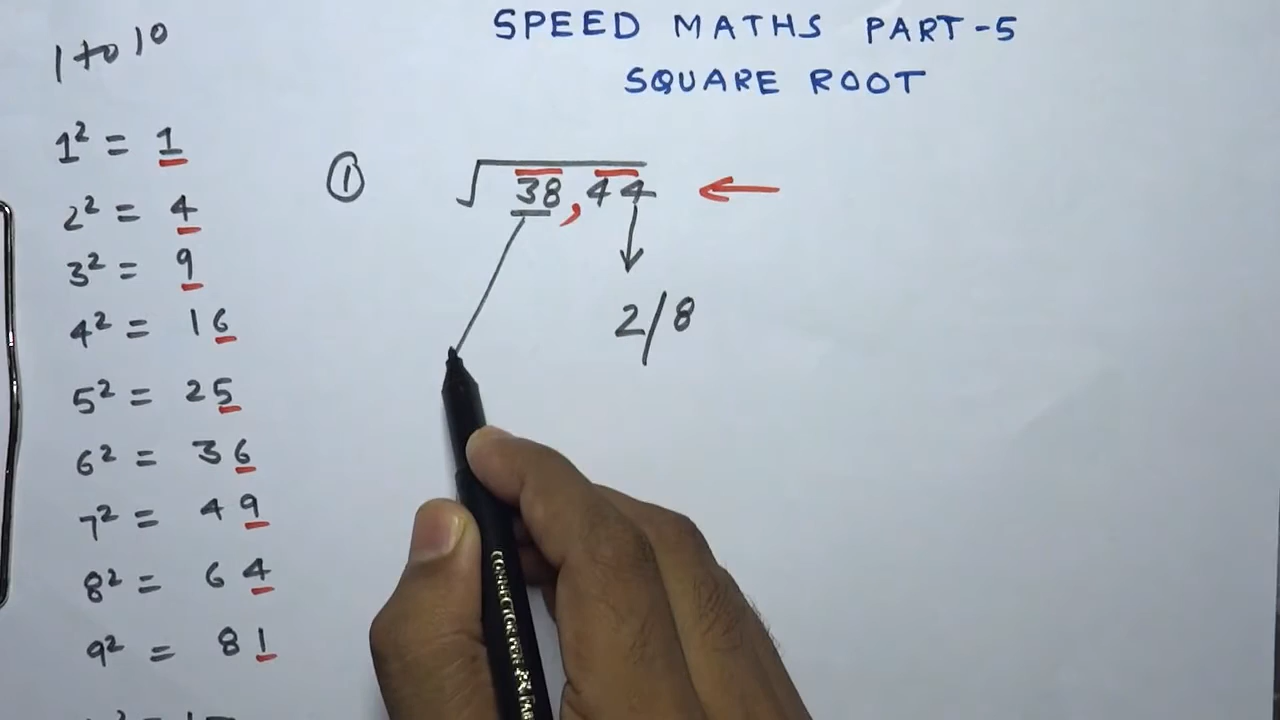 SPEED MATHS PART-5
SQUARE ROOT
1 to 10
1² = 1
2² = 4
3² = 9
4² = 16
5² = 25
6² = 36
7² = 49
8² = 64
9² = 81
① √38,44 ←
2/8